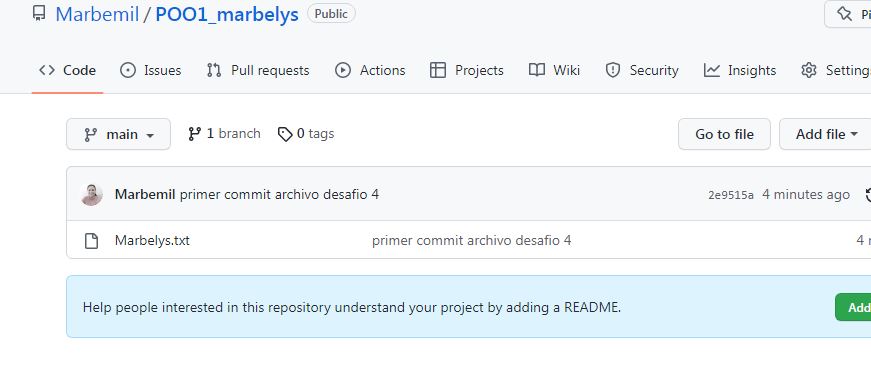 Marbemil / POO1_marbelys Public
Code Issues Pull requests Actions Projects Wiki Security Insights Setting
main 1 branch 0 tags Go to file Add file
Marbemil primer commit archivo desafio 4 2e9515a 4 minutes ago
Marbelys.txt primer commit archivo desafio 4 4
Help people interested in this repository understand your project by adding a README. Add